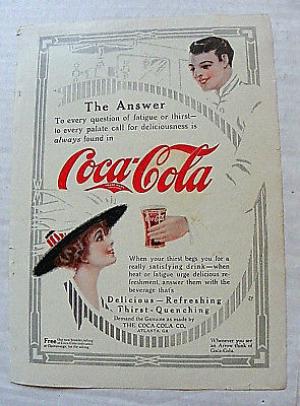 The Answer
To every question of fatigue or thirst—
to every palate call for deliciousness is
always found in
Coca-Cola
When your thirst begs you for a
really satisfying drink—when
heat or fatigue urge delicious re-
freshment, answer them with the
beverage that's
Delicious—Refreshing
Thirst-Quenching
Demand the Genuine as made by
THE COCA COLA CO.
ATLANTA, GA
Free
Whenever you see
an Arrow think of
Coca-Cola.